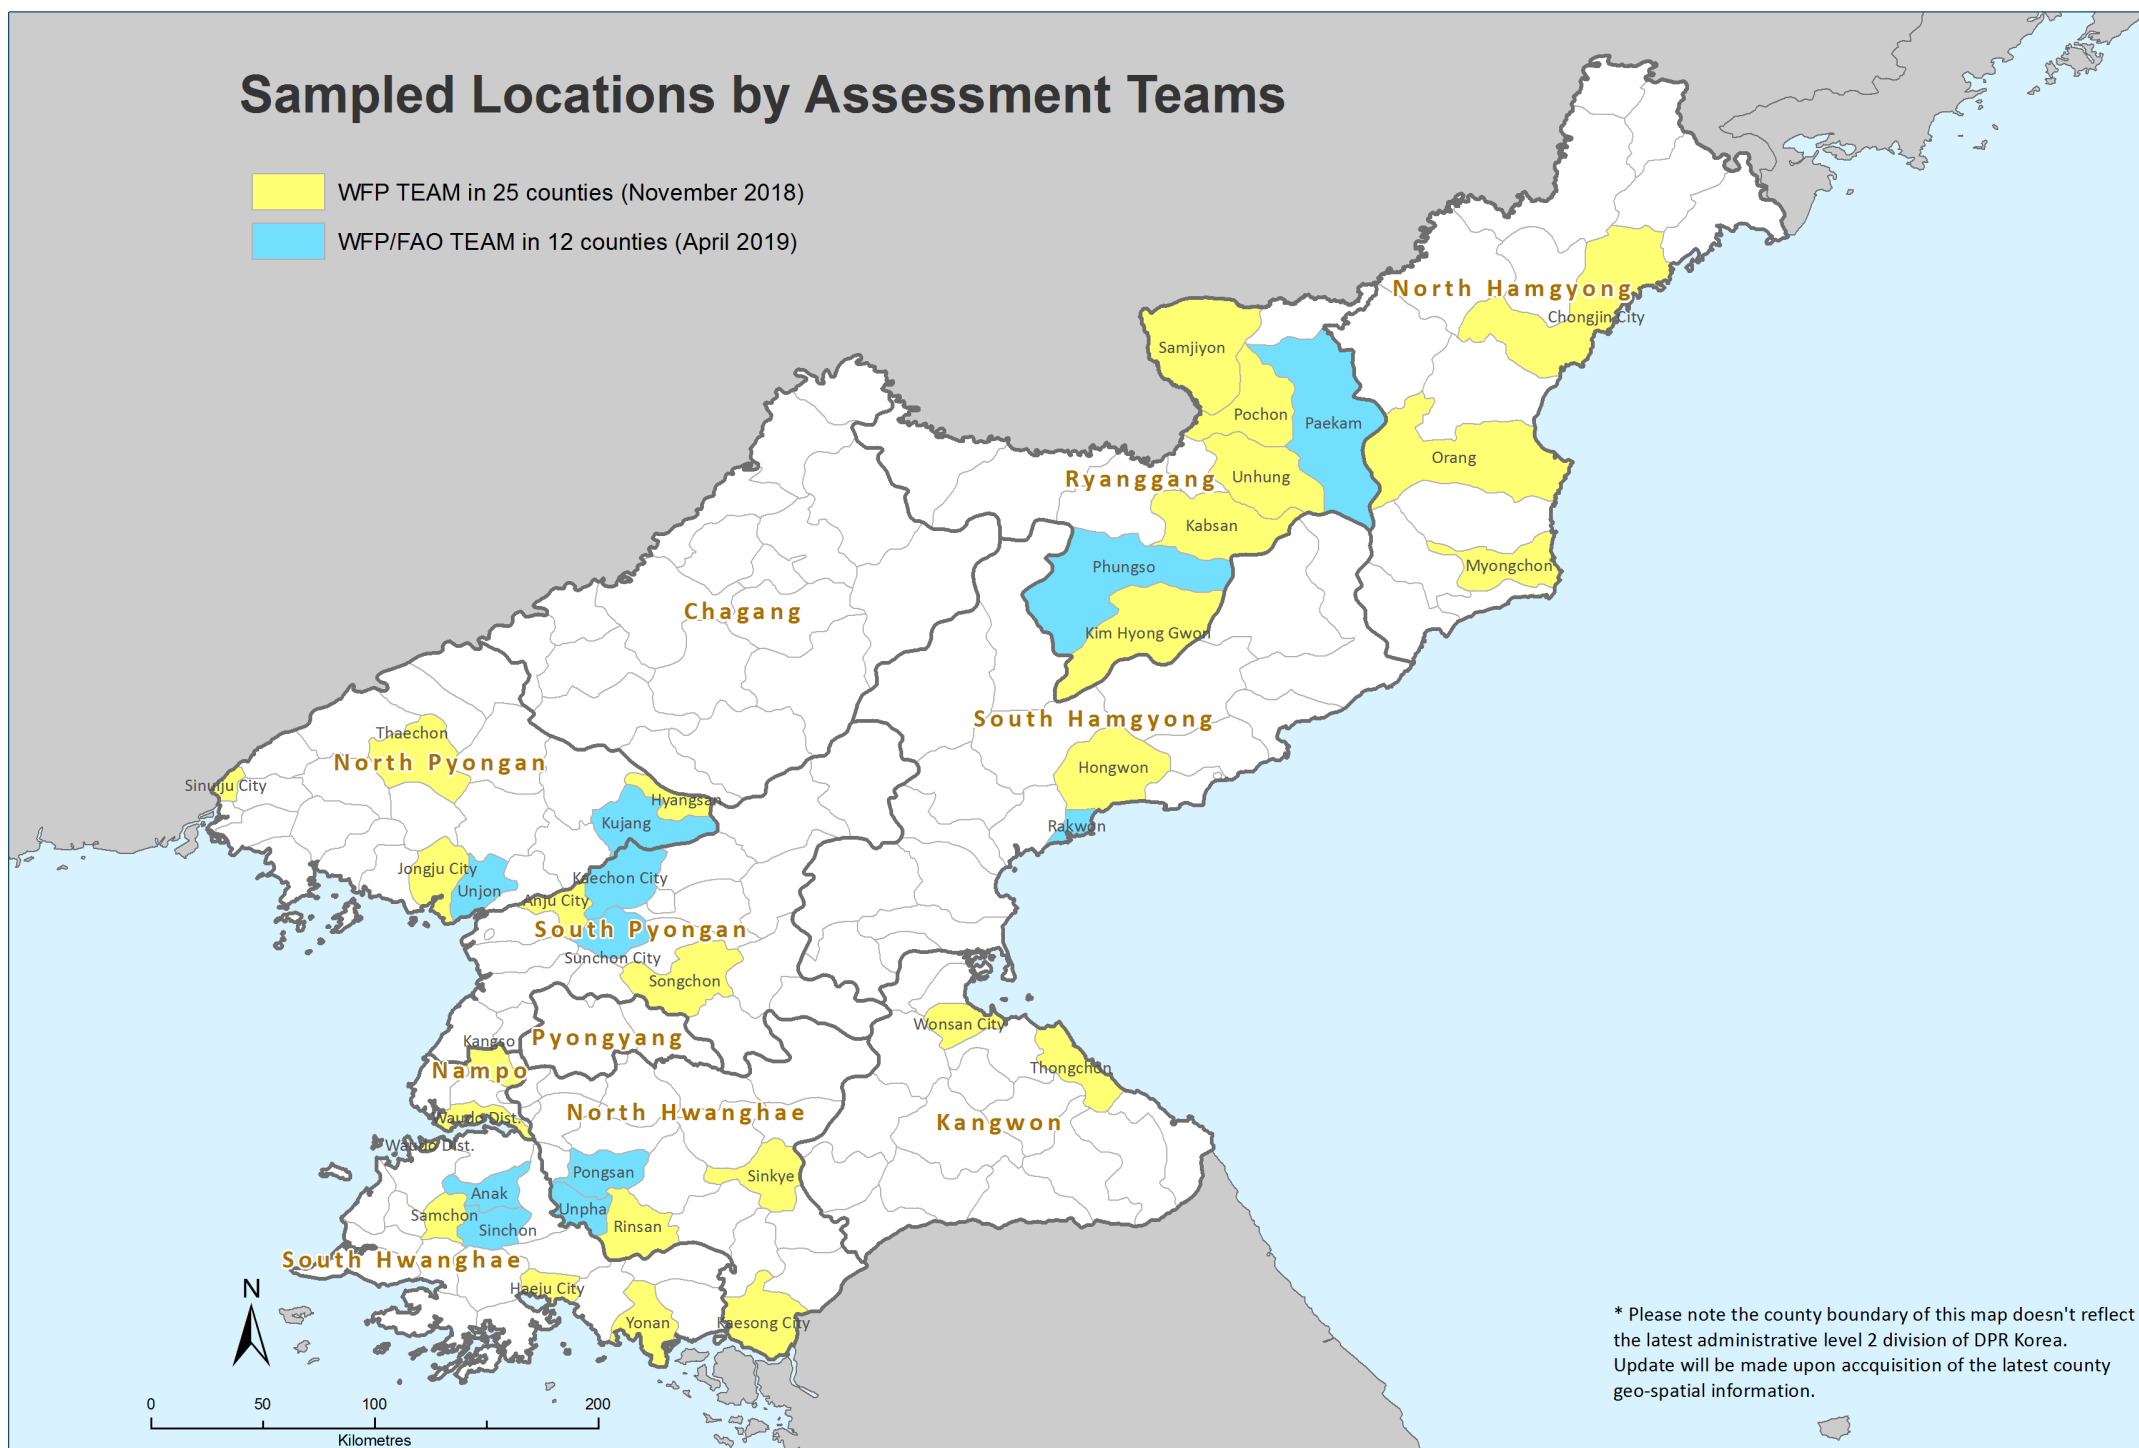 Sampled Locations by Assessment Teams
WFP TEAM in 25 counties (November 2018)
WFP/FAO TEAM in 12 counties (April 2019)
North Hamgyong
Chongjin City
Samjiyon
Pochon
Paekam
Orang
Ryanggang
Unhung
Kabsan
Phungso
Myongchon
Chagang
Kim Hyong Gwon
South Hamgyong
Thaechon
North Pyongan
Hongwon
Sinuiju City
Hyangsan
Kujang
Rakwon
Jongju City
Unjon
Kaechon City
Anju City
South Pyongan
Sunchon City
Songchon
Wonsan City
Kangso
Pyongyang
Nampo
Thongchon
Waudo Dist.
North Hwanghae
Kangwon
Waudo Dist.
Pongsan
Sinkye
Anak
Unpha
Samchon
Sinchon
Rinsan
South Hwanghae
Haeju City
Yonan
Kaesong City
N
0 50 100 200
Kilometres
* Please note the county boundary of this map doesn't reflect
the latest administrative level 2 division of DPR Korea.
Update will be made upon accquisition of the latest county
geo-spatial information.